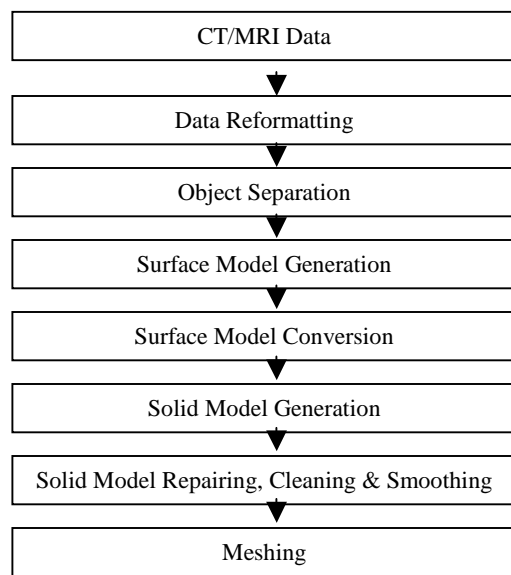 CT/MRI Data
Data Reformatting
Object Separation
Surface Model Generation
Surface Model Conversion
Solid Model Generation
Solid Model Repairing, Cleaning & Smoothing
Meshing